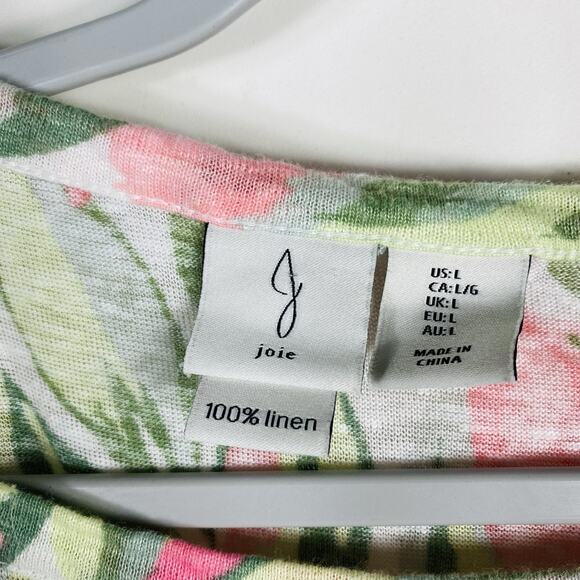 joie
100% linen
US: L
CA: L/G
UK: L
EU: L
AU: L
MADE IN
CHINA